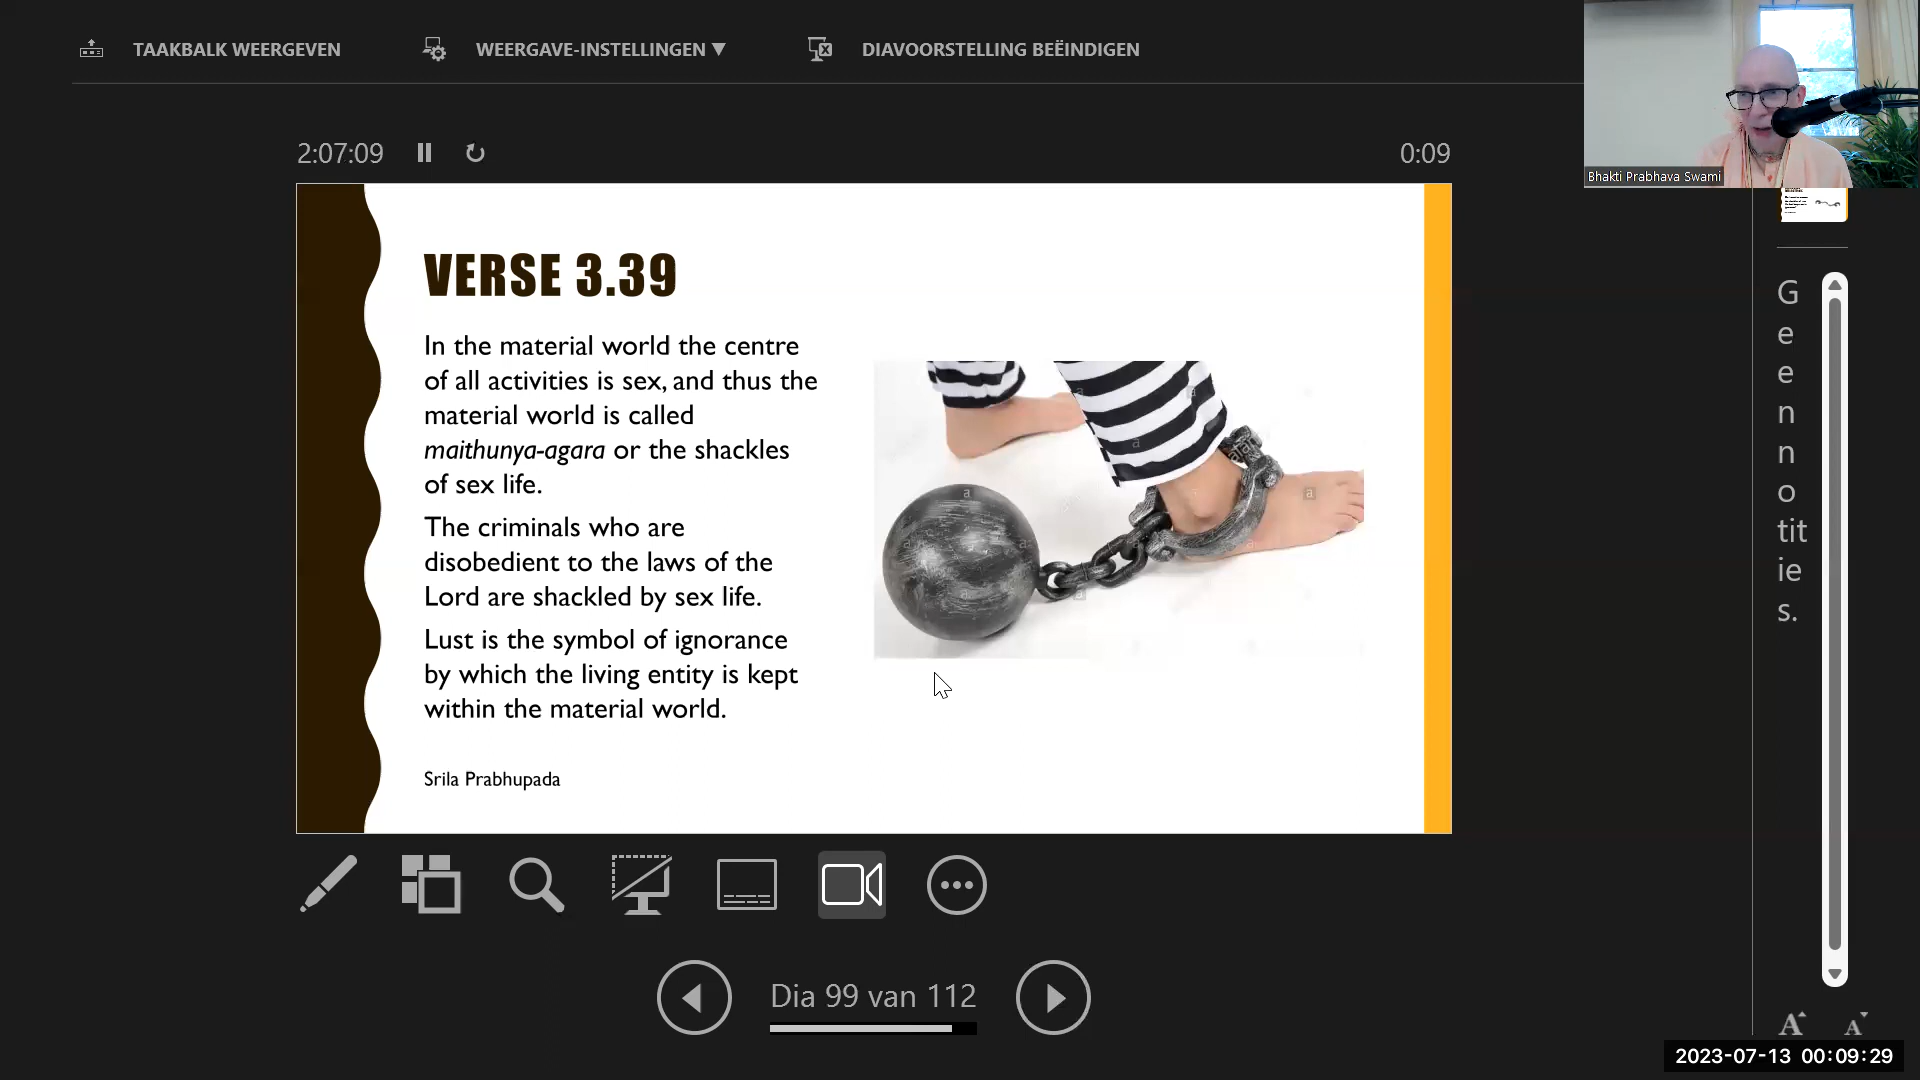 TAAKBALK WEERGEVEN
WEERGAVE-INSTELLINGEN ▼
DIAVOORSTELLING BEËINDIGEN
Bhakti Prabhava Swami
2:07:09
0:09
VERSE 3.39
In the material world the centre
of all activities is sex, and thus the
material world is called
maithunya-agara or the shackles
of sex life.
The criminals who are
disobedient to the laws of the
Lord are shackled by sex life.
Lust is the symbol of ignorance
by which the living entity is kept
within the material world.
Srila Prabhupada
G
e
e
n
n
o
tit
ie
s.
Dia 99 van 112
A A
2023-07-13 00:09:29